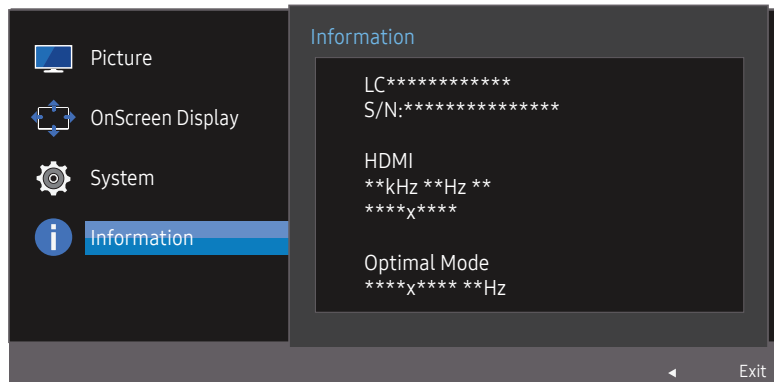 Picture
OnScreen Display
System
Information
Information
LC************
S/N:***************
HDMI
**kHz **Hz **
****x****
Optimal Mode
****x**** **Hz
Exit